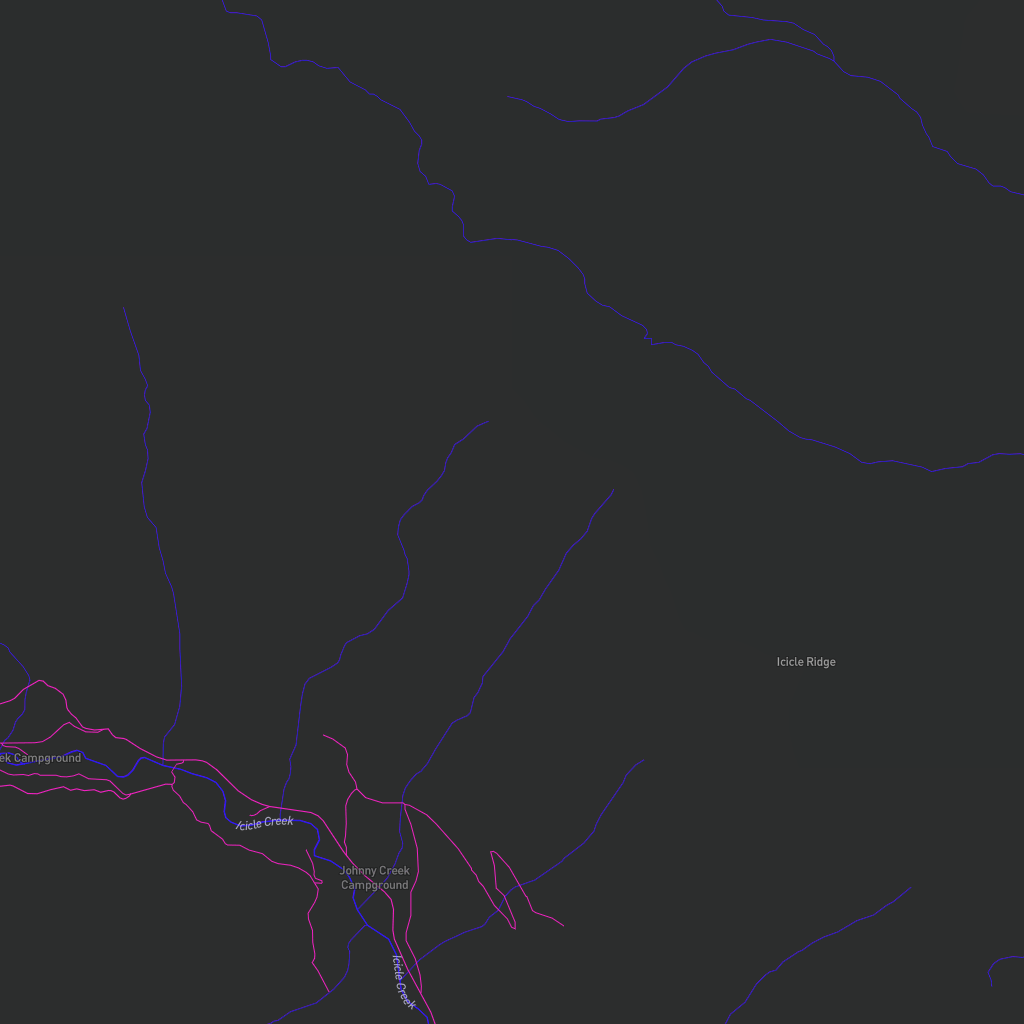 Icicle Ridge
ek Campground
Icicle Creek
Johnny Creek
Campground
Icicle Creek